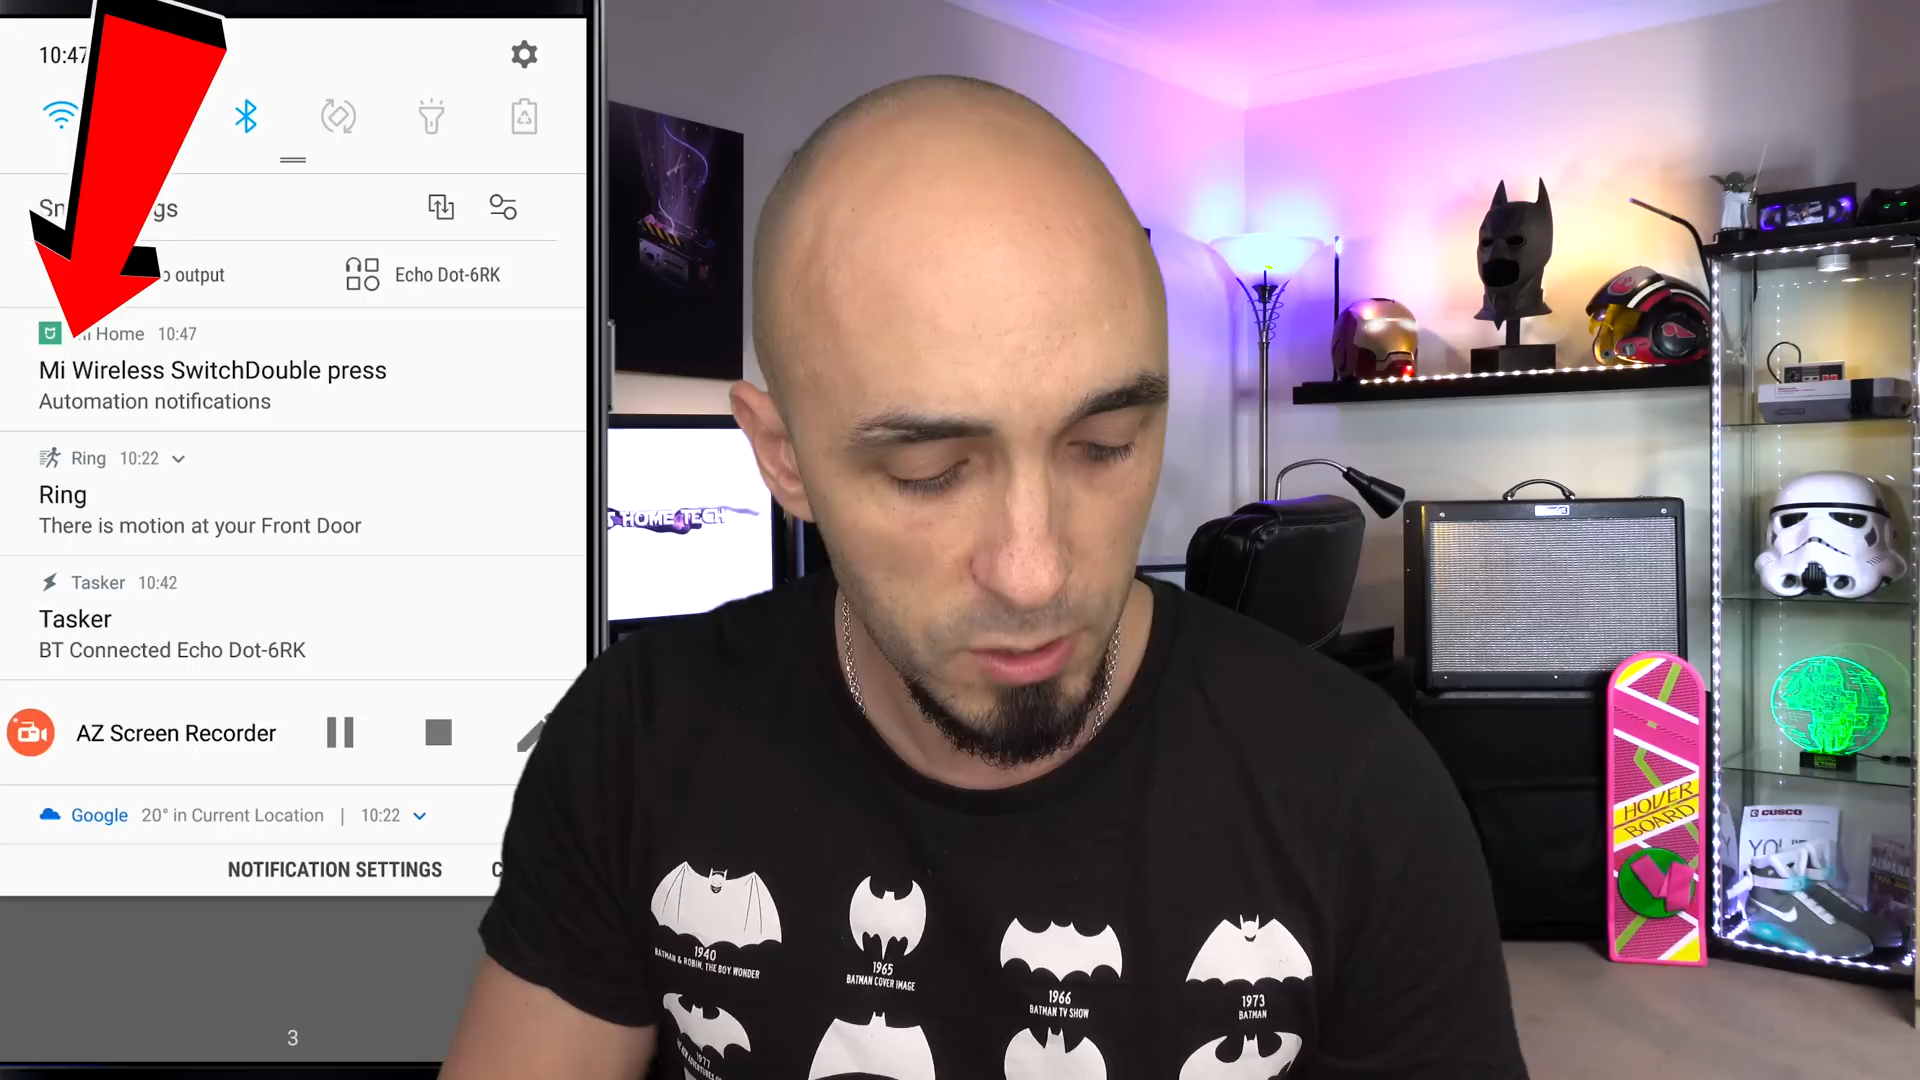 10:47
output
Echo Dot-6RK
Home 10:47
Mi Wireless SwitchDouble press
Automation notifications
Ring 10:22
Ring
There is motion at your Front Door
Tasker 10:42
Tasker
BT Connected Echo Dot-6RK
AZ Screen Recorder
Google 20° in Current Location | 10:22
NOTIFICATION SETTINGS
3
HOME TECH
1940
BATMAN & ROBIN, THE BOY WONDER
1965
BATMAN COVER IMAGE
1966
BATMAN TV SHOW
1973
BATMAN
1977
HOVER
BOARD
CUSCO